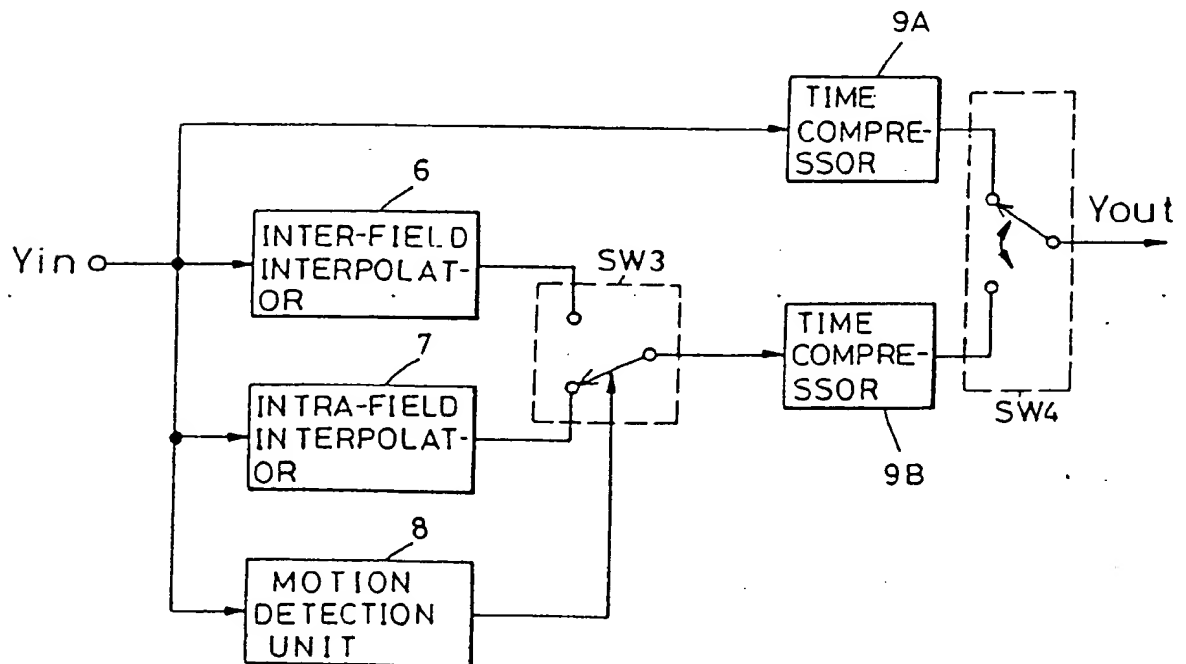 9A
TIME
COMPRE-
SSOR
6
INTER-FIELD
INTERPOLAT-
OR
Yin
SW3
Yout
TIME
COMPRE-
SSOR
SW4
9B
7
INTRA-FIELD
INTERPOLAT-
OR
8
MOTION
DETECTION
UNIT